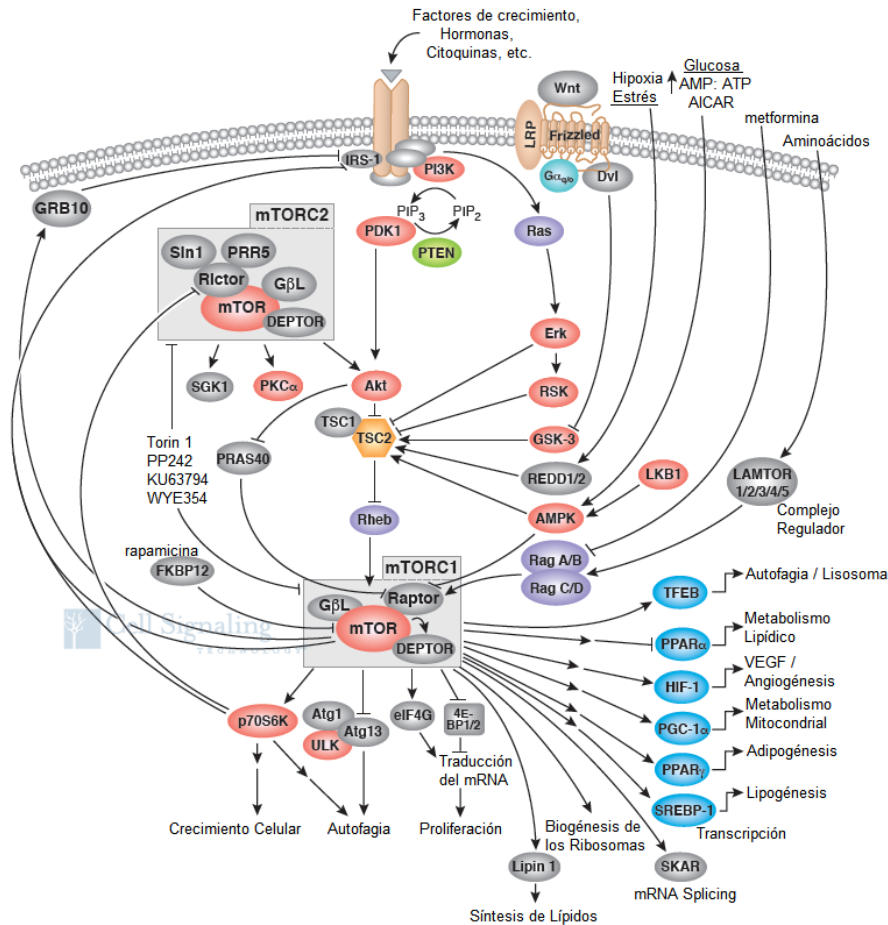 Factores de crecimiento,
Hormonas,
Citoquinas, etc.
Wnt
Hipoxia
Estrés
Glucosa
AMP: ATP
AICAR
metformina
Aminoácidos
LRP
Frizzled
IRS-1
PI3K
Gαq/o
Dvl
GRB10
mTORC2
Sin1
PRR5
Rictor
GβL
mTOR
DEPTOR
PIP3
PIP2
PDK1
PTEN
Ras
Erk
SGK1
PKCα
Akt
RSK
TSC1
TSC2
GSK-3
Torin 1
PP242
KU63794
WYE354
PRAS40
REDD1/2
LKB1
LAMTOR
1/2/3/4/5
Complejo
Regulador
Rheb
AMPK
rapamicina
FKBP12
Rag A/B
Rag C/D
mTORC1
GβL
Raptor
mTOR
DEPTOR
Cell Signaling
TECHNOLOGY
TFEB
Autofagia / Lisosoma
PPARα
Metabolismo
Lipídico
HIF-1
VEGF /
Angiogénesis
PGC-1α
Metabolismo
Mitocondrial
PPARγ
Adipogénesis
SREBP-1
Lipogénesis
Transcripción
p70S6K
Atg1
ULK
Atg13
eIF4G
4E-
BP1/2
Traducción
del mRNA
Crecimiento Celular
Autofagia
Proliferación
Biogénesis de
los Ribosomas
Lipin 1
SKAR
mRNA Splicing
Síntesis de Lípidos